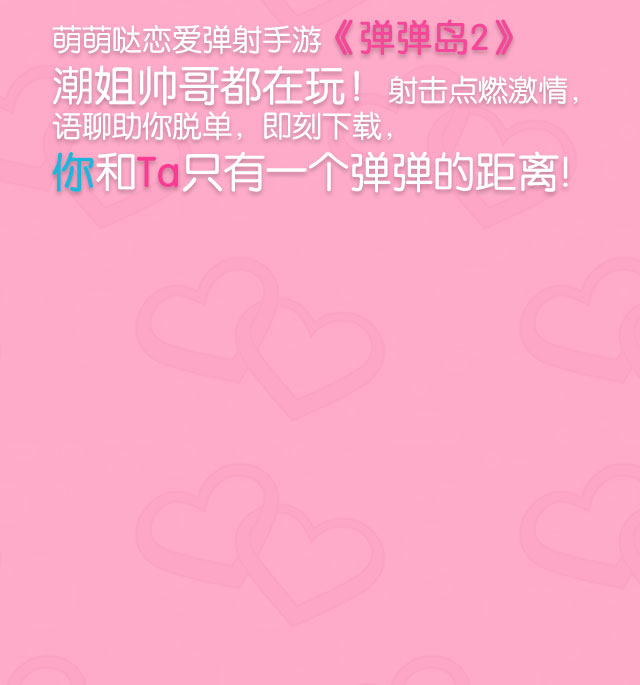 萌萌哒恋爱弹射手游《弹弹岛2》
潮姐帅哥都在玩！射击点燃激情，
语聊助你脱单，即刻下载，
你和Ta只有一个弹弹的距离!